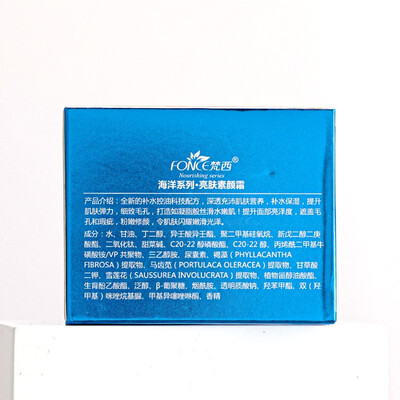 FONCE梵西
Nourishing series
海洋系列·亮肤素颜霜
产品介绍：全新的补水控油科技配方，深透充沛肌肤营养，补水保湿，提升
肌肤弹力，细致毛孔，打造如凝脂般丝滑水嫩肌！提升面部亮泽度，遮盖毛
孔和瑕疵，粉嫩修颜，令肌肤闪耀嫩滑光泽。
成分：水、甘油、丁二醇、异壬酸异壬酯、聚二甲基硅氧烷、新戊二醇二庚
酸酯、二氧化钛、甜菜碱、C20-22 醇磷酸酯、C20-22 醇、丙烯酰二甲基牛
磺酸铵/VP 共聚物、三乙醇胺、尿囊素、褐藻（PHYLLACANTHA
FIBROSA）提取物、马齿苋（PORTULACA OLERACEA）提取物、甘草酸
二钾、雪莲花（SAUSSUREA INVOLUCRATA）提取物、植物甾醇油酸酯、
生育酚乙酸酯、泛醇、β-葡聚糖、烟酰胺、透明质酸钠、羟苯甲酯、双（羟
甲基）咪唑烷基脲、甲基异噻唑啉酮、香精